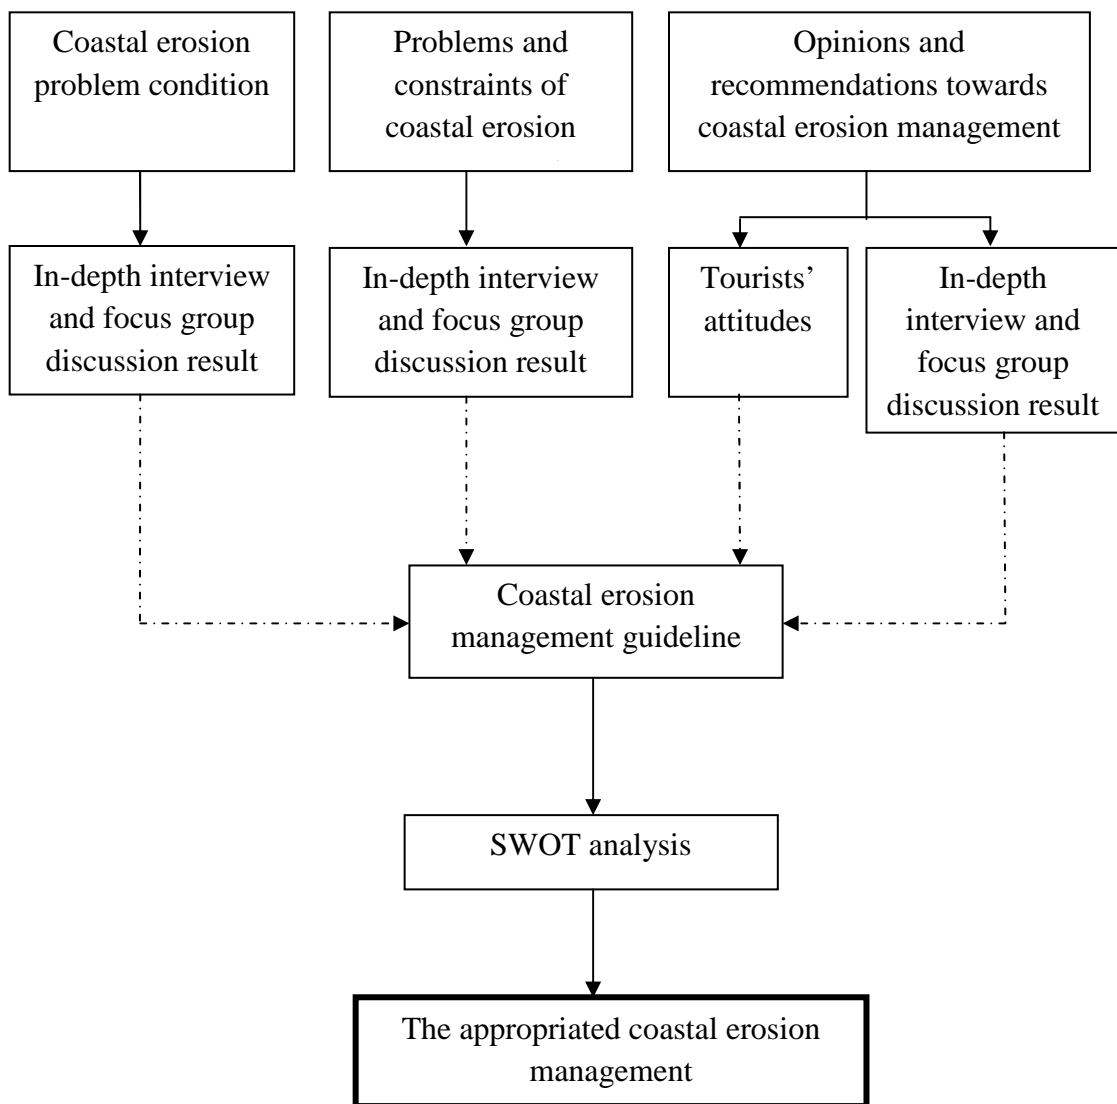 Coastal erosion
problem condition
Problems and
constraints of
coastal erosion
Opinions and
recommendations towards
coastal erosion management
In-depth interview
and focus group
discussion result
In-depth interview
and focus group
discussion result
Tourists’
attitudes
In-depth
interview and
focus group
discussion result
Coastal erosion
management guideline
SWOT analysis
The appropriated coastal erosion
management